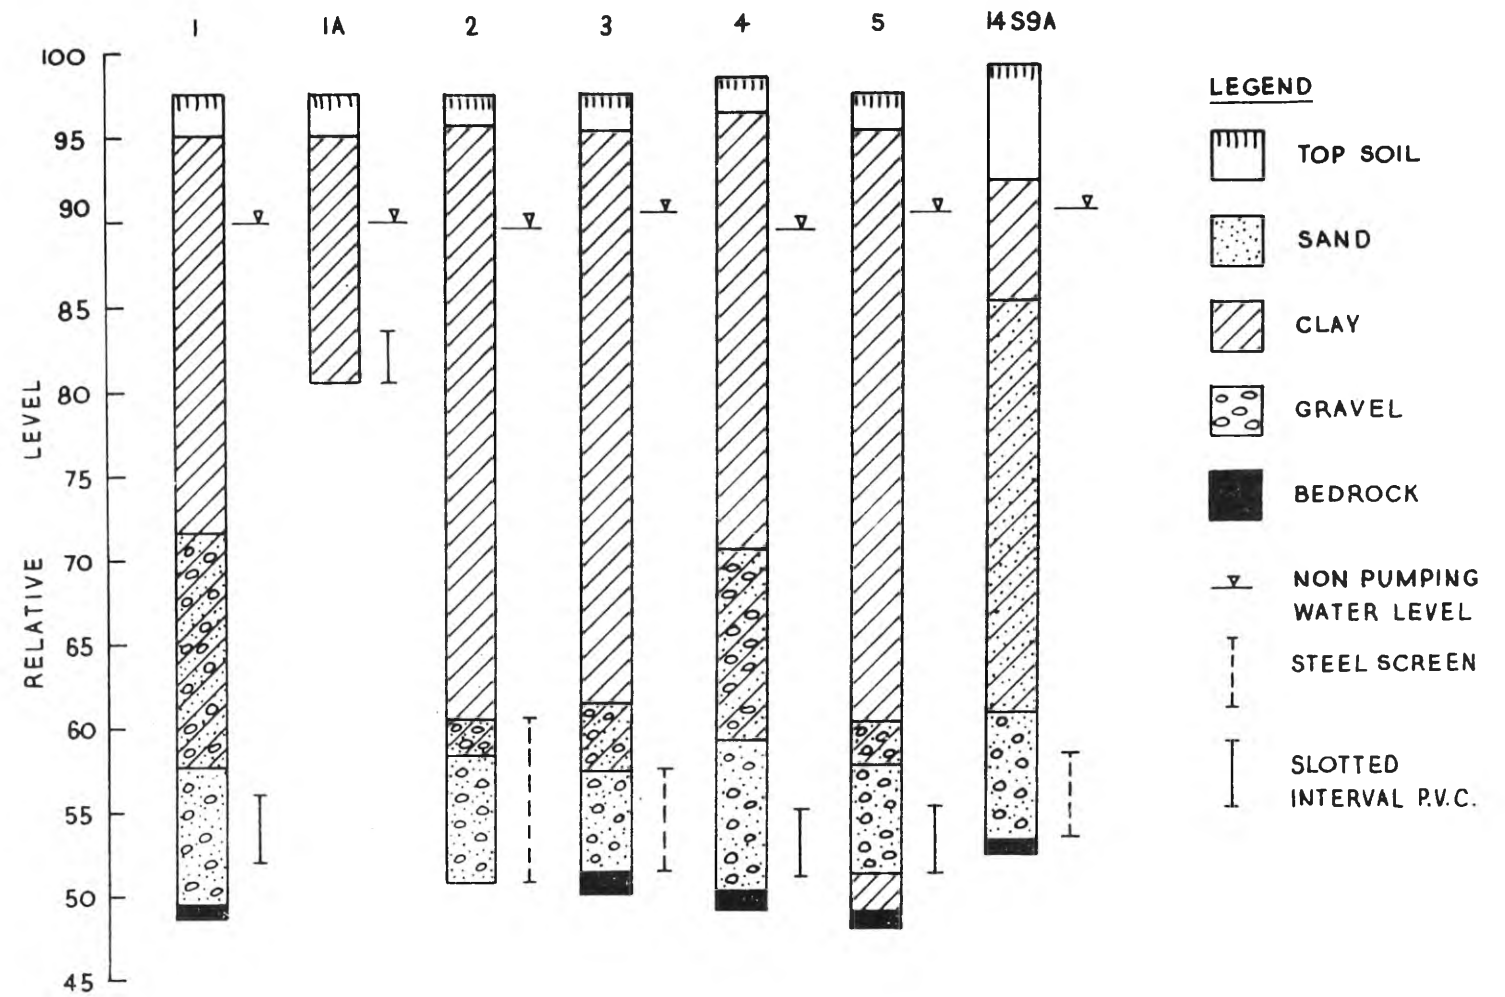 1 1A 2 3 4 5 14S9A
100
95
90
85
80
75
70
65
60
55
50
45
RELATIVE LEVEL
LEGEND
TOP SOIL
SAND
CLAY
GRAVEL
BEDROCK
NON PUMPING
WATER LEVEL
STEEL SCREEN
SLOTTED
INTERVAL P.V.C.